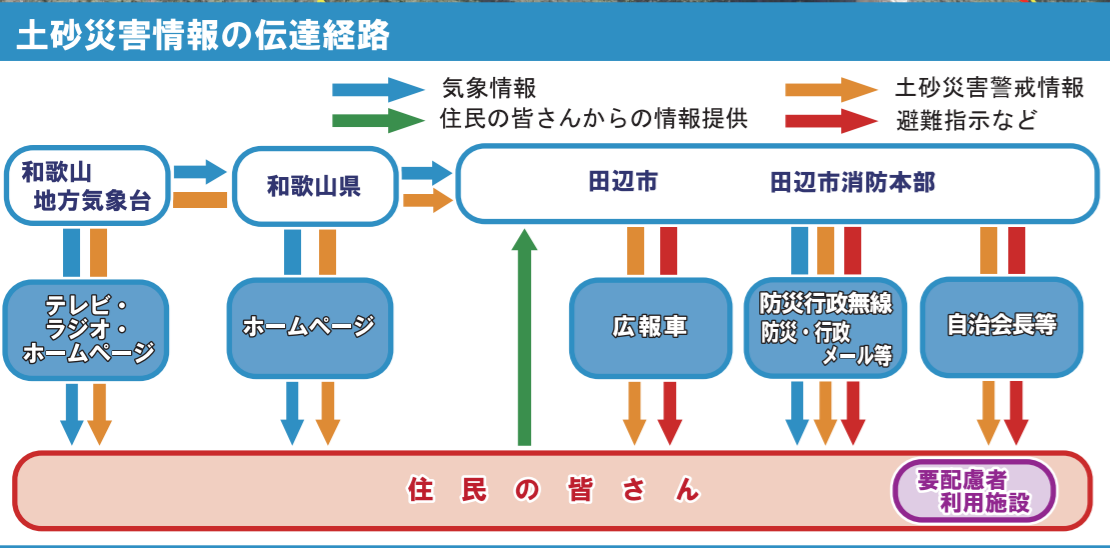 土砂災害情報の伝達経路
気象情報
土砂災害警戒情報
住民の皆さんからの情報提供
避難指示など
和歌山
地方気象台
和歌山県
田辺市
田辺市消防本部
テレビ・
ラジオ・
ホームページ
ホームページ
広報車
防災行政無線
防災・行政
メール等
自治会長等
住民の皆さん
要配慮者
利用施設